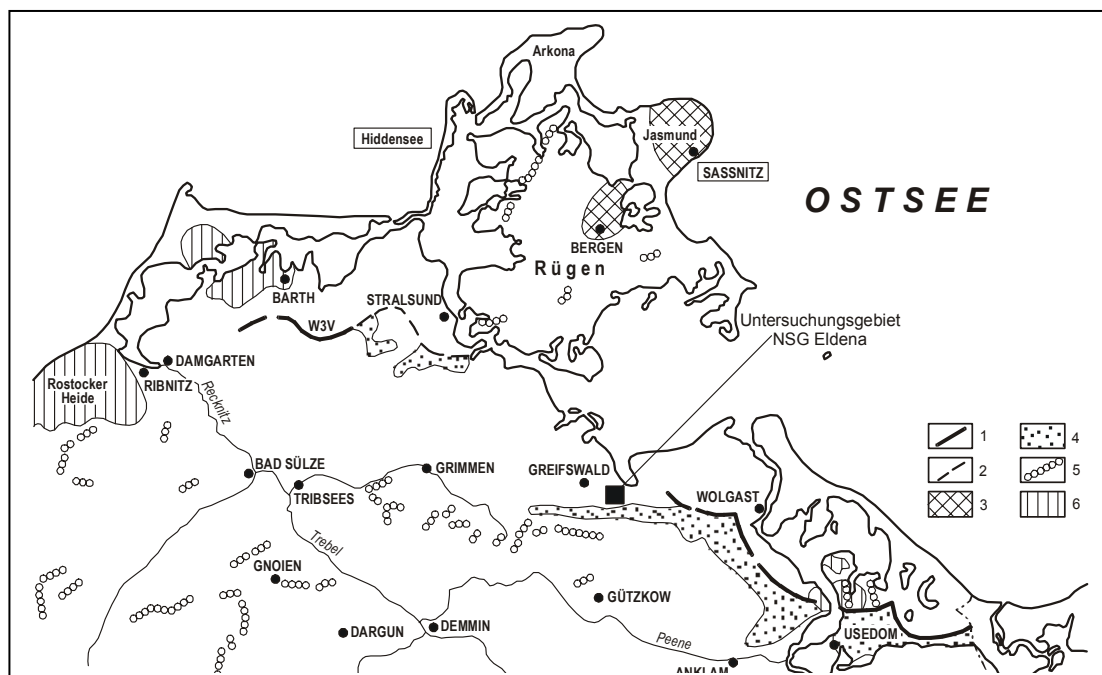 Arkona
Hiddensee
Jasmund
SASSNITZ
OSTSEE
BERGEN
Rügen
BARTH
STRALSUND
W3V
Untersuchungsgebiet
NSG Eldena
DAMGARTEN
RIBNITZ
Rostocker
Heide
Recknitz
BAD SÜLZE
TRIBSEES
GRIMMEN
GREIFSWALD
WOLGAST
1
2
3
4
5
6
Trebel
GNOIEN
GÜTZKOW
DARGUN
DEMMIN
Peene
USEDOM
ANKLAM